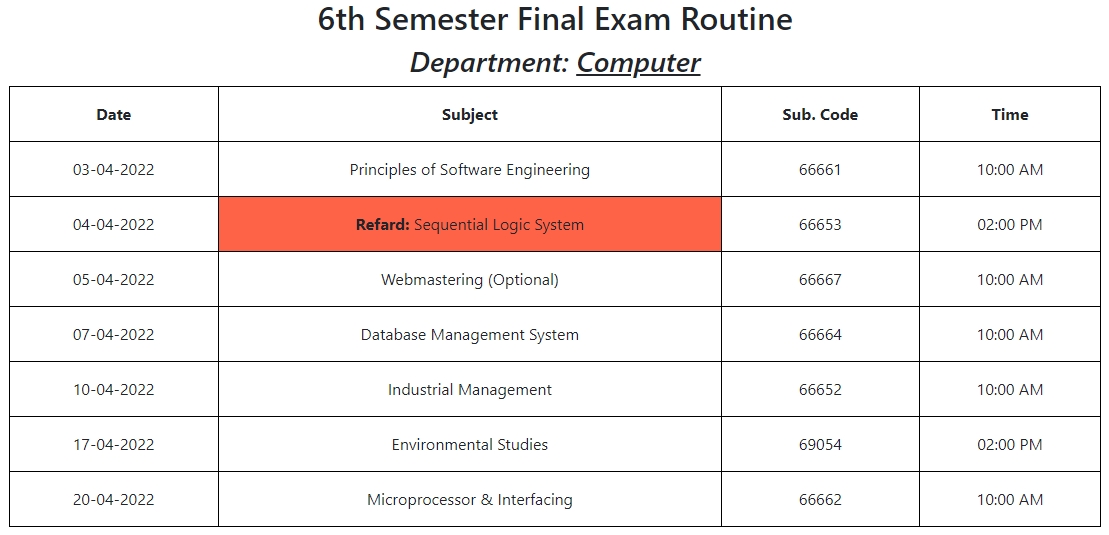 6th Semester Final Exam Routine
Department: Computer
Date Subject Sub. Code Time
03-04-2022 Principles of Software Engineering 66661 10:00 AM
04-04-2022 Refard: Sequential Logic System 66653 02:00 PM
05-04-2022 Webmastering (Optional) 66667 10:00 AM
07-04-2022 Database Management System 66664 10:00 AM
10-04-2022 Industrial Management 66652 10:00 AM
17-04-2022 Environmental Studies 69054 02:00 PM
20-04-2022 Microprocessor & Interfacing 66662 10:00 AM